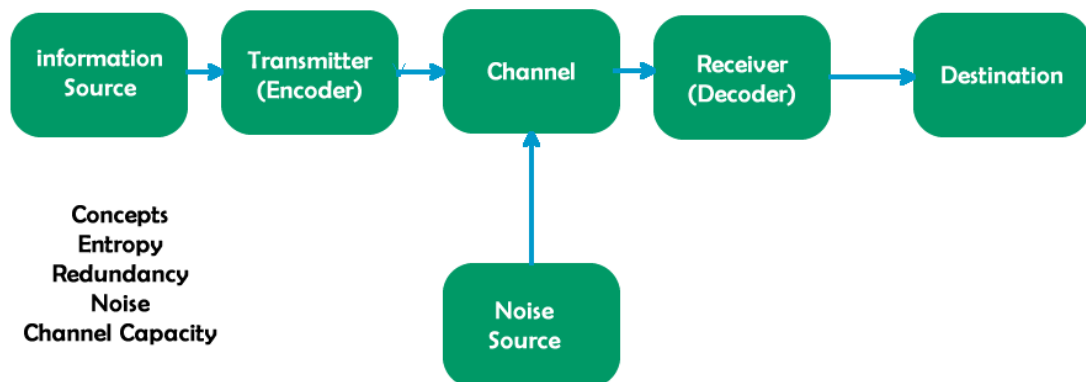 information
Source
Transmitter
(Encoder)
Channel
Receiver
(Decoder)
Destination
Concepts
Entropy
Redundancy
Noise
Channel Capacity
Noise
Source